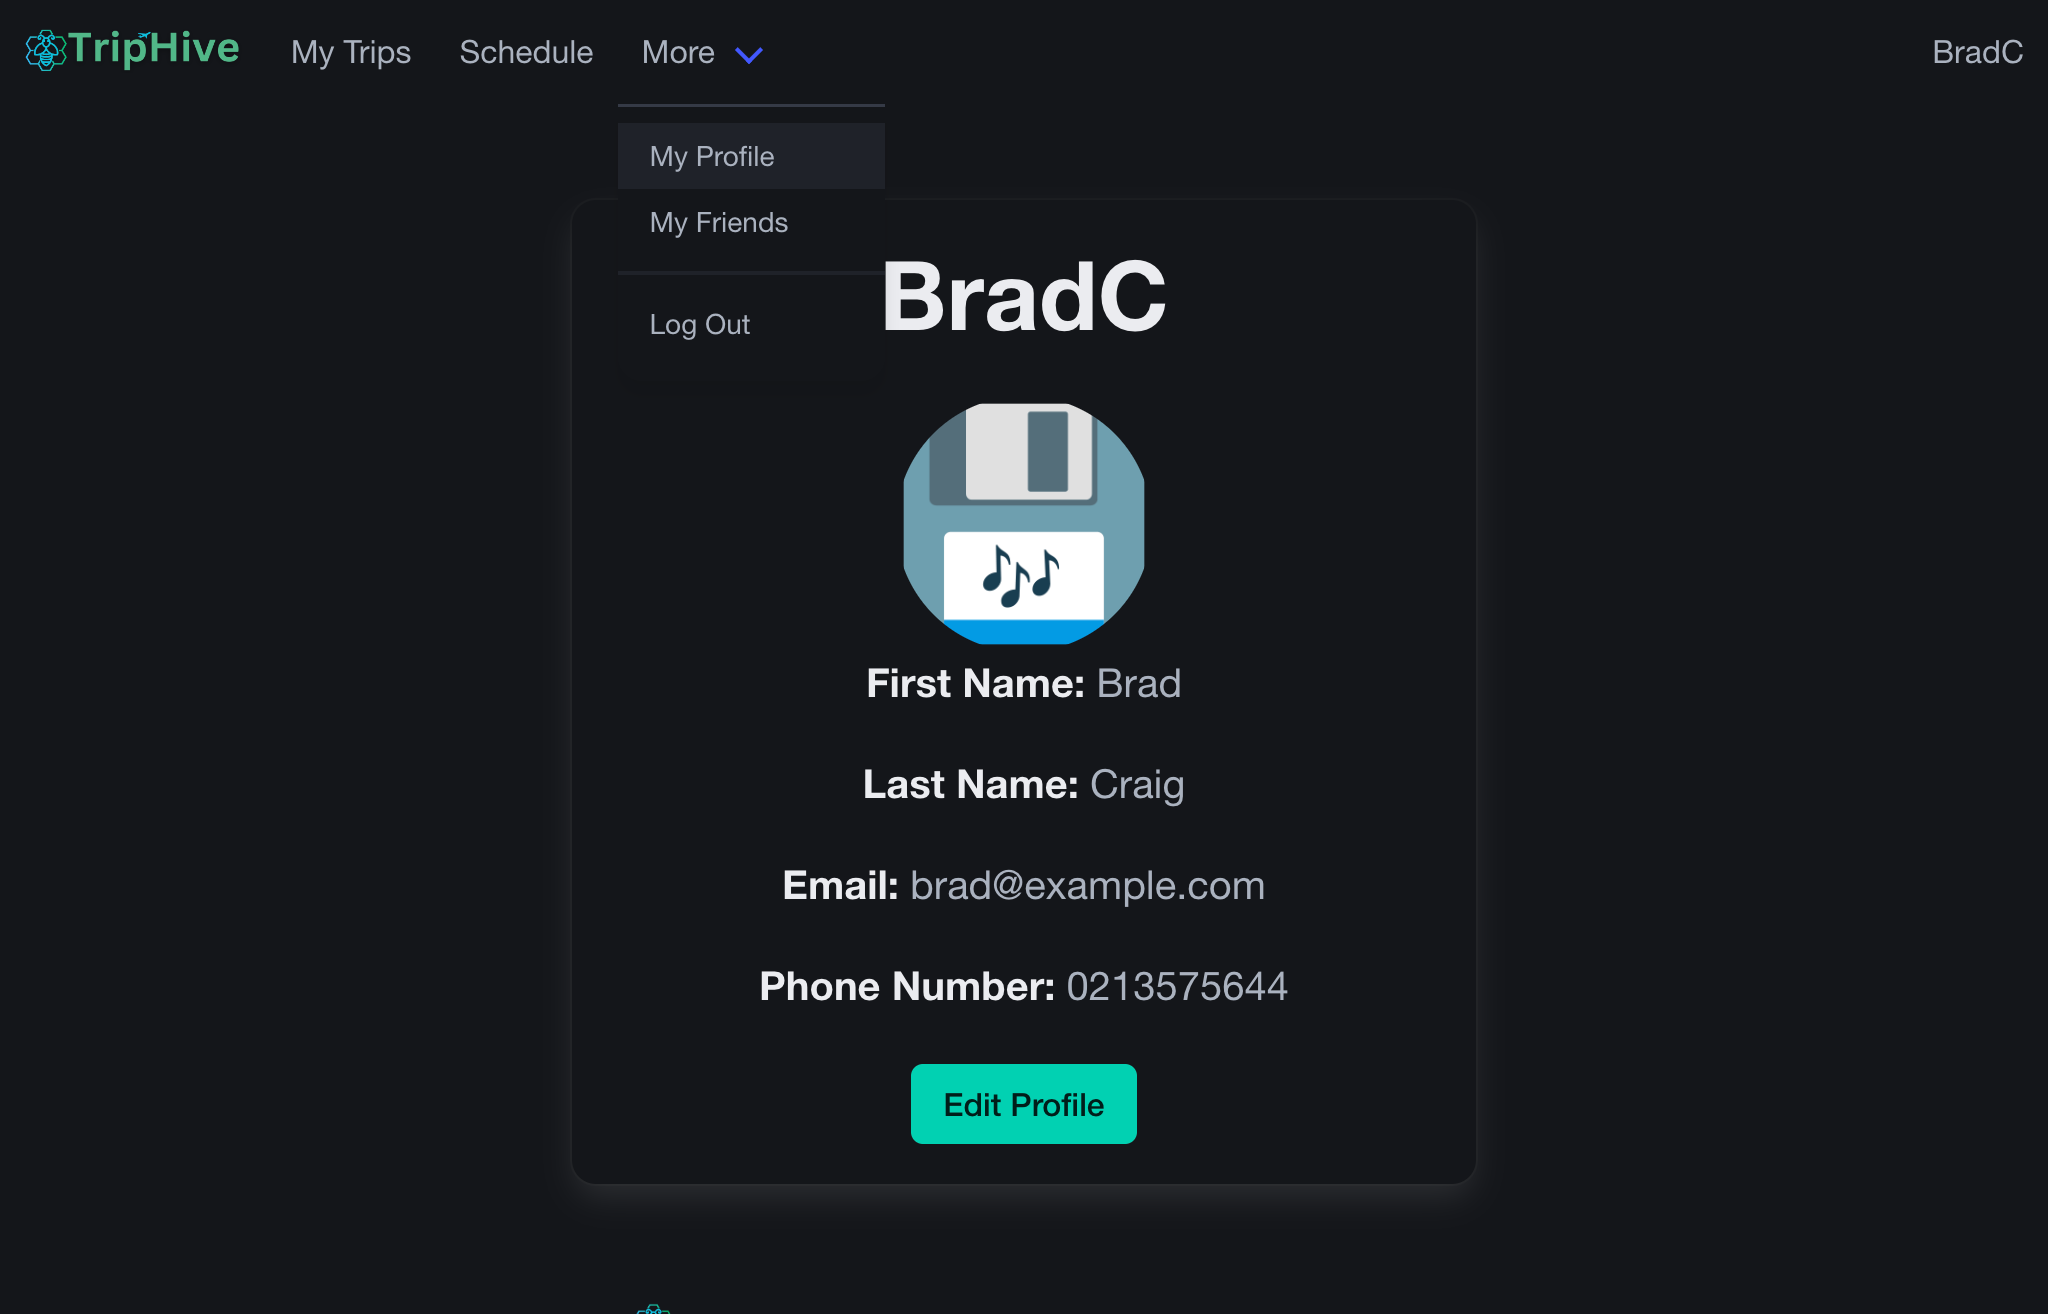 TripHive My Trips Schedule More BradC
My Profile
My Friends
Log Out
BradC
First Name: Brad
Last Name: Craig
Email: brad@example.com
Phone Number: 0213575644
Edit Profile